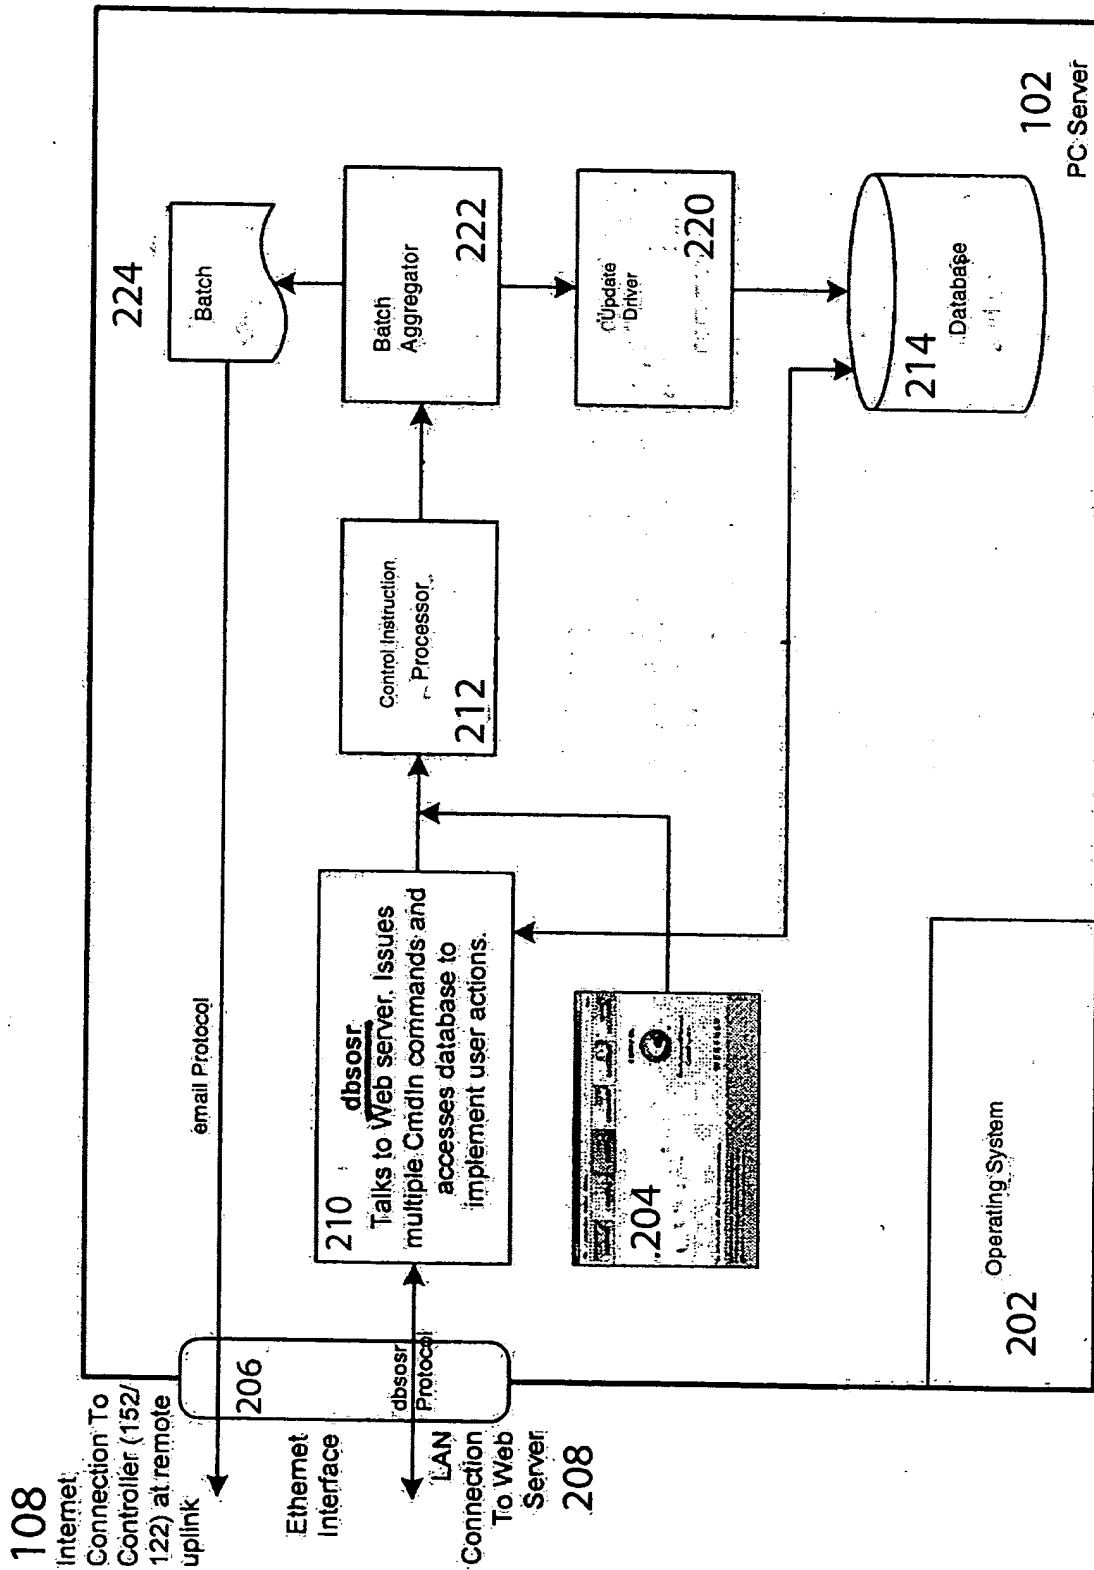 108
Internet
Connection To
Controller (152/
122) at remote
uplink
206
Ethernet
Interface
dbsosr
Protocol
LAN
Connection
To Web
Server
208
email Protocol
224
Batch
210
dbsosr
Talks to Web server. Issues
multiple Cmdln commands and
accesses database to
implement user actions.
Control Instruction
Processor
212
Batch
Aggregator
222
Update
Driver
220
204
214
Database
Operating System
202
102
PC Server